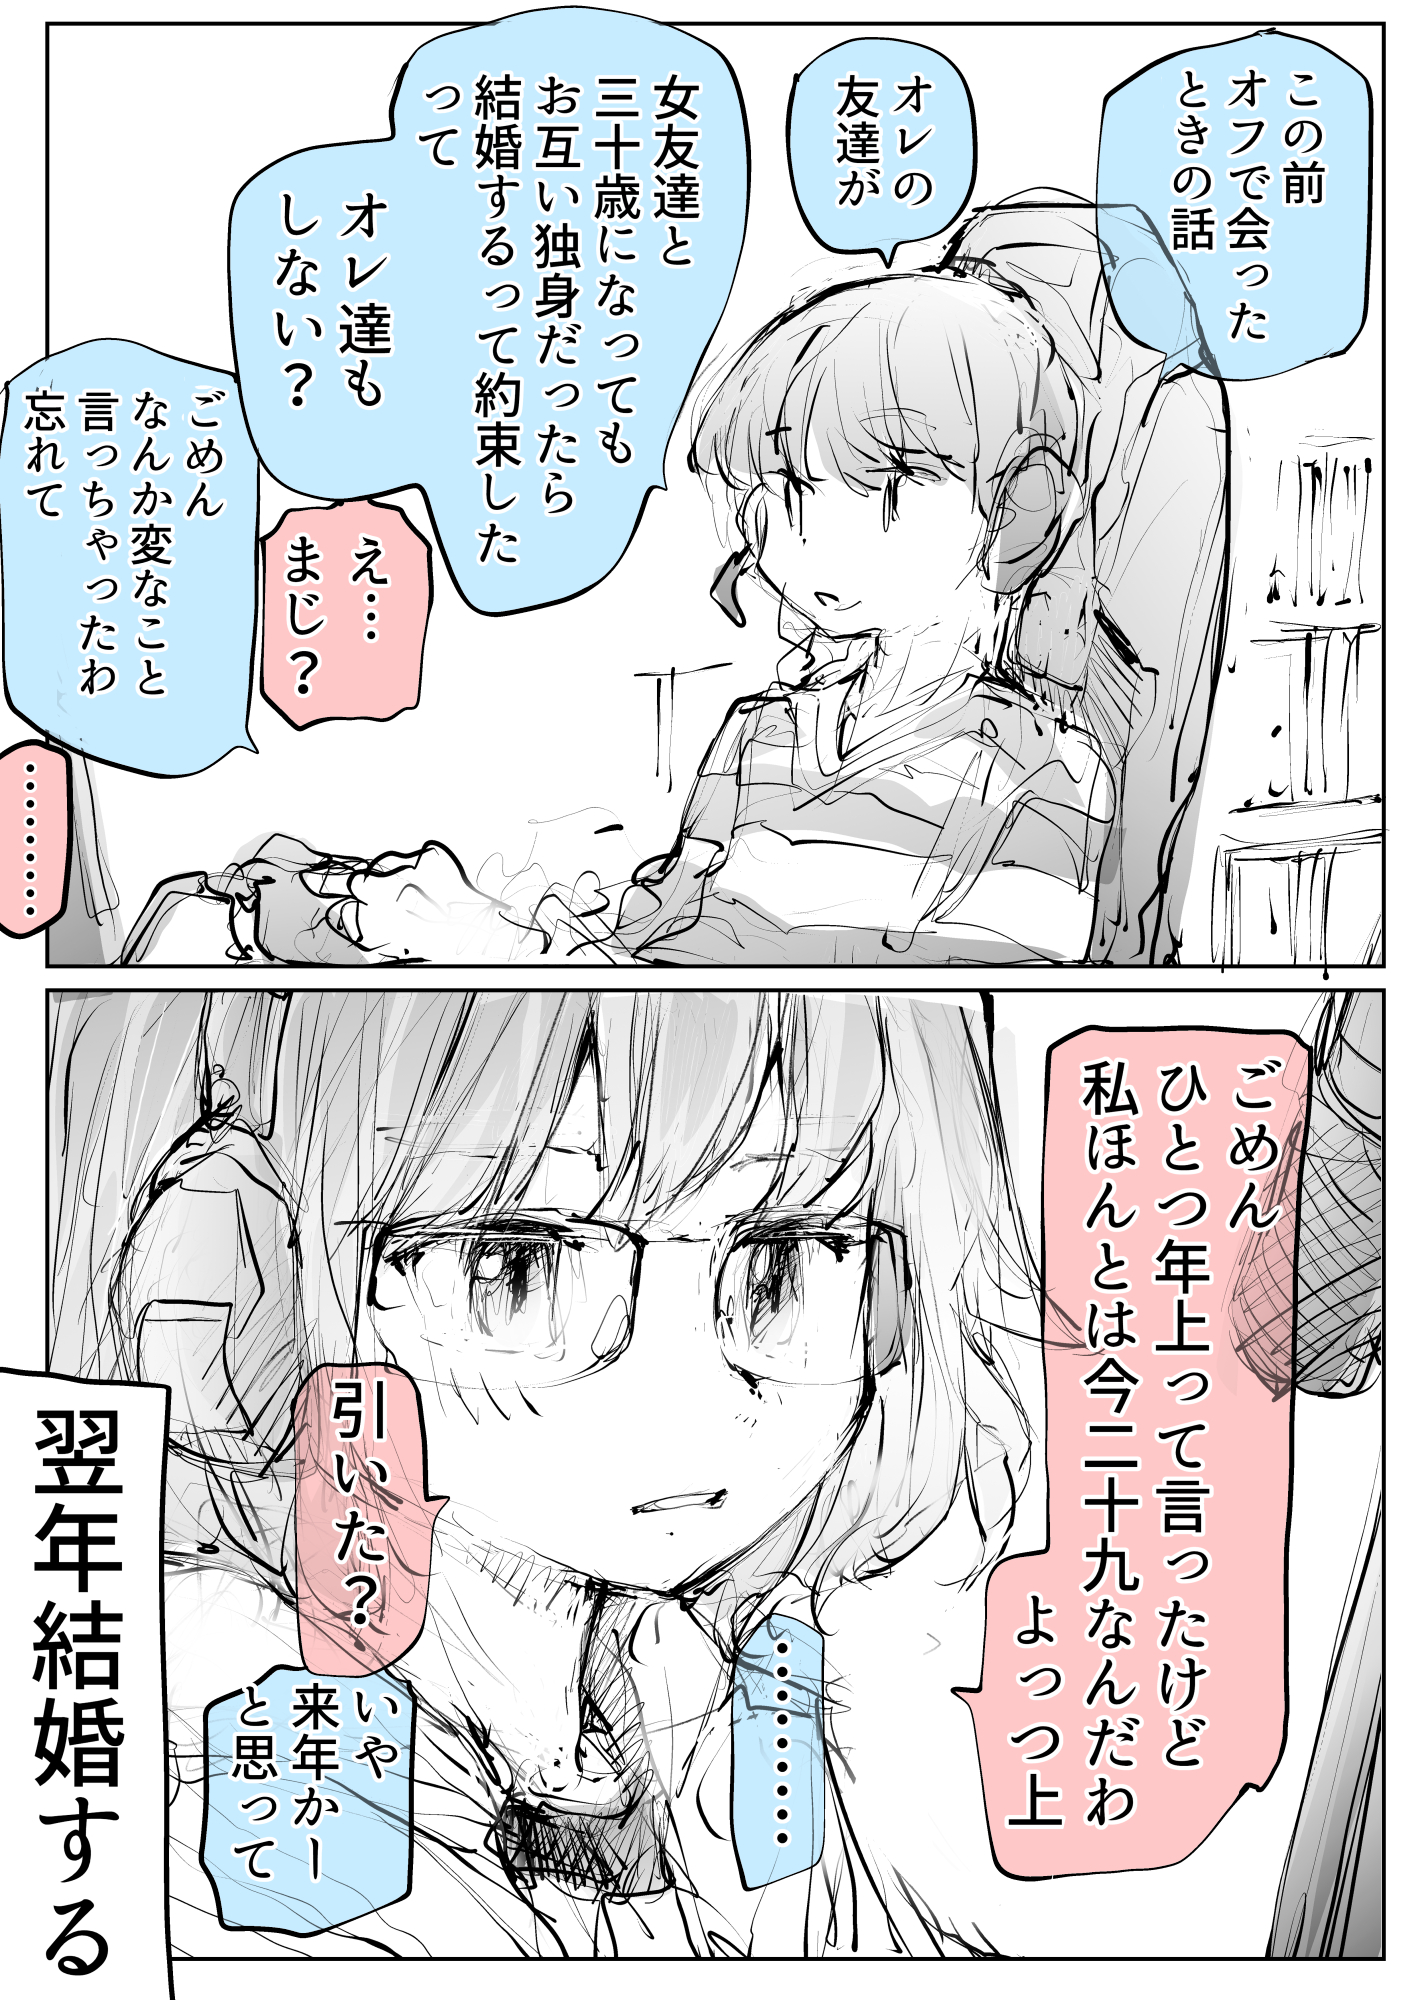 この前
オフで会った
ときの話
オレの
友達が
女友達と
三十歳になっても
お互い独身だったら
結婚するって約束した
って
オレ達も
しない？
え…
まじ？
ごめん
なんか変なこと
言っちゃったわ
忘れて
………
ごめん
ひとつ年上って言ったけど
私ほんとは今二十九なんだわ
よっつ上
………
引いた？
いや
来年かー
と思って
翌年結婚する